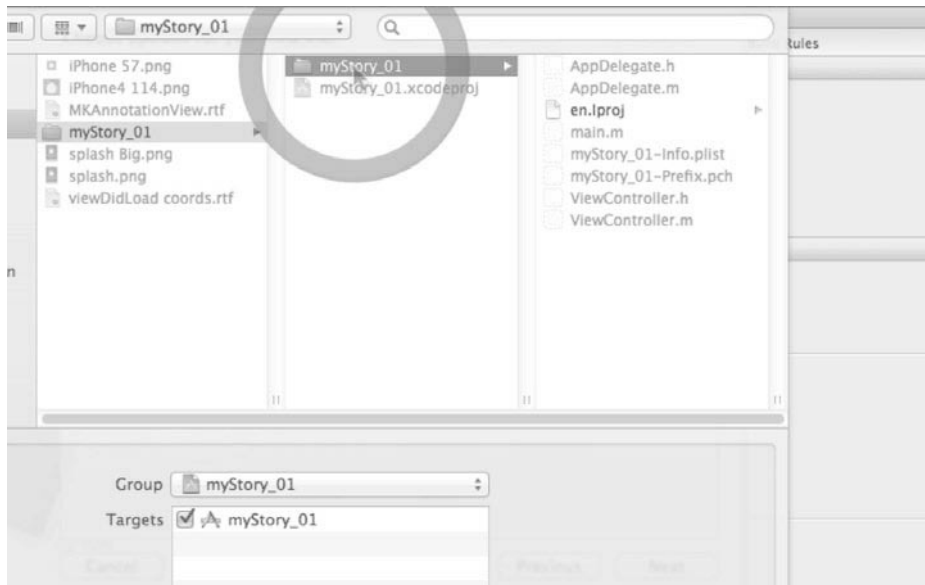 myStory_01
Rules
iPhone 57.png
iPhone4 114.png
MKAnnotationView.rtf
myStory_01
splash Big.png
splash.png
viewDidLoad coords.rtf
myStory_01
myStory_01.xcodeproj
AppDelegate.h
AppDelegate.m
en.lproj
main.m
myStory_01-Info.plist
myStory_01-Prefix.pch
ViewController.h
ViewController.m
n
Group myStory_01
Targets myStory_01
Cancel Previous Next